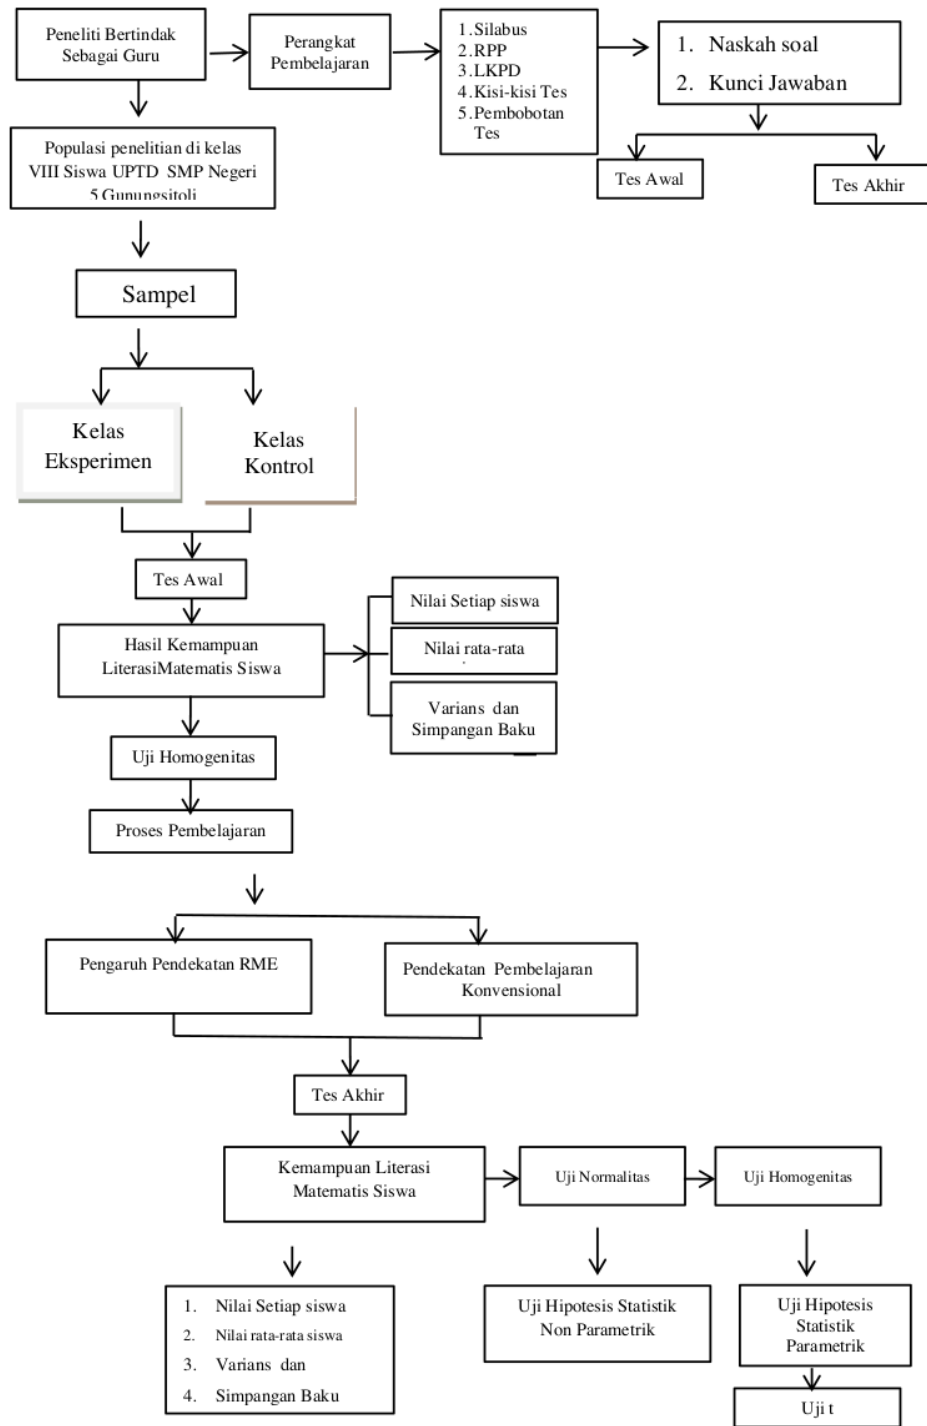 Peneliti Bertindak
Sebagai Guru
Perangkat
Pembelajaran
1. Silabus
2. RPP
3. LKPD
4. Kisi-kisi Tes
5. Pembobotan
Tes
1. Naskah soal
2. Kunci Jawaban
Tes Awal
Tes Akhir
Populasi penelitian di kelas
VIII Siswa UPTD SMP Negeri
5 Gunungsitoli
Sampel
Kelas
Eksperimen
Kelas
Kontrol
Tes Awal
Hasil Kemampuan
LiterasiMatematis Siswa
Nilai Setiap siswa
Nilai rata-rata
Varians dan
Simpangan Baku
Uji Homogenitas
Proses Pembelajaran
Pengaruh Pendekatan RME
Pendekatan Pembelajaran
Konvensional
Tes Akhir
Kemampuan Literasi
Matematis Siswa
Uji Normalitas
Uji Homogenitas
1. Nilai Setiap siswa
2. Nilai rata-rata siswa
3. Varians dan
4. Simpangan Baku
Uji Hipotesis Statistik
Non Parametrik
Uji Hipotesis
Statistik
Parametrik
Uji t